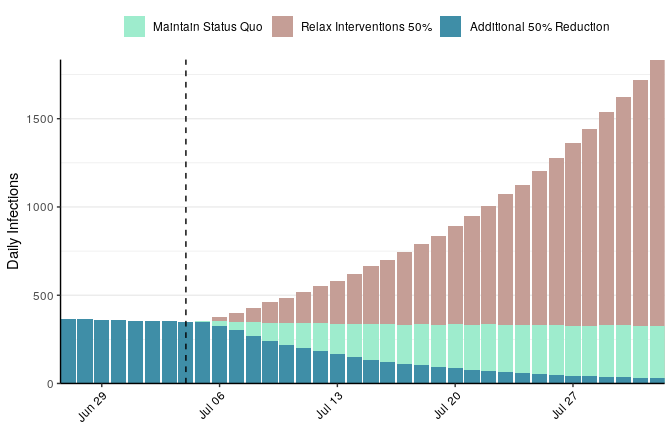 Maintain Status Quo Relax Interventions 50% Additional 50% Reduction
Daily Infections
1500
1000
500
0
Jun 29 Jul 06 Jul 13 Jul 20 Jul 27